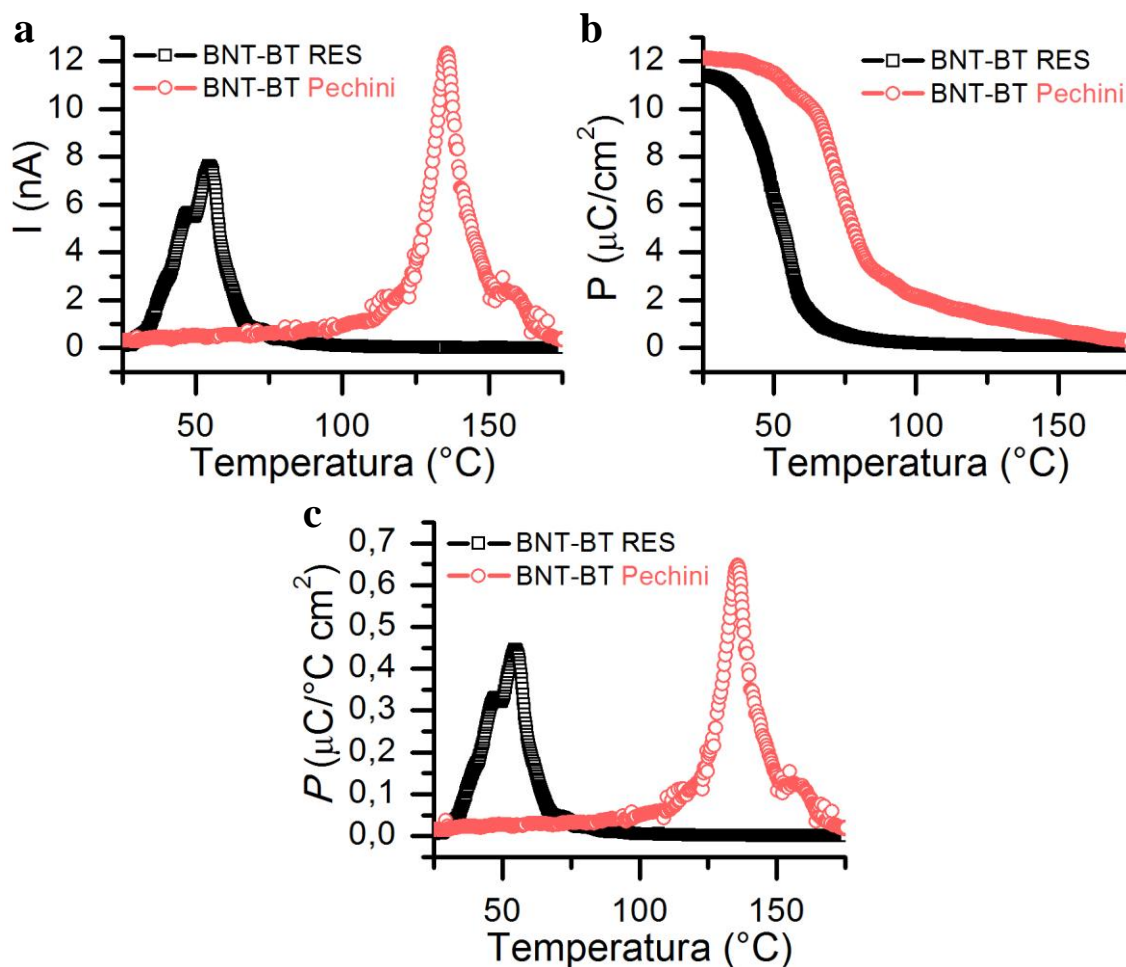 a
BNT-BT RES
BNT-BT Pechini
12
10
8
6
4
2
0
I (nA)
50
100
150
Temperatura (°C)
b
BNT-BT RES
BNT-BT Pechini
12
10
8
6
4
2
0
P (μC/cm²)
50
100
150
Temperatura (°C)
c
BNT-BT RES
BNT-BT Pechini
0,7
0,6
0,5
0,4
0,3
0,2
0,1
0,0
P (μC/°C cm²)
50
100
150
Temperatura (°C)